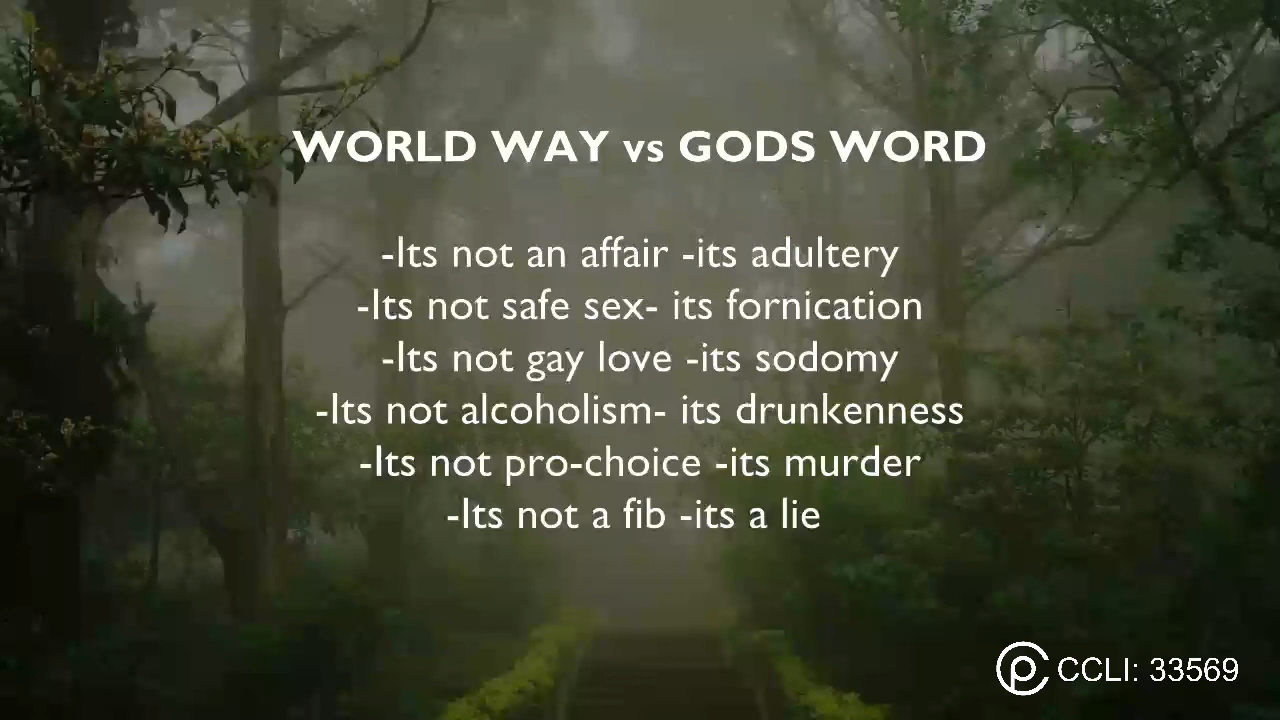 WORLD WAY vs GODS WORD
-Its not an affair -its adultery
-Its not safe sex- its fornication
-Its not gay love -its sodomy
-Its not alcoholism- its drunkenness
-Its not pro-choice -its murder
-Its not a fib -its a lie
CCLI: 33569